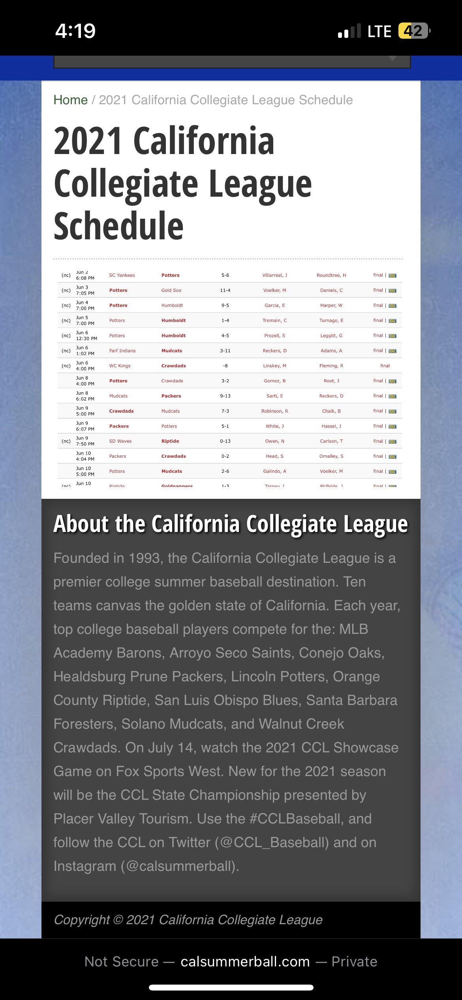 4:19
LTE 42
Home / 2021 California Collegiate League Schedule
2021 California
Collegiate League
Schedule
(nc) Jun 2 6:08 PM SC Yankees Potters 5-6 Villarreal, J Roundtree, H final | GL
(nc) Jun 3 7:05 PM Potters Gold Sox 11-4 Voelker, M Daniels, C final | GL
(nc) Jun 4 7:00 PM Potters Humboldt 9-5 Garcia, E Harper, W final | GL
(nc) Jun 5 7:00 PM Potters Humboldt 1-4 Tremain, C Turnage, E final | GL
(nc) Jun 6 12:30 PM Potters Humboldt 4-5 Prozell, S Leggitt, G final | GL
(nc) Jun 6 1:02 PM Farf Indians Mudcats 3-11 Reckers, D Adams, A final | GL
(nc) Jun 6 4:00 PM WC Kings Crawdads -8 Linskey, M Fleming, R final
Jun 8 4:00 PM Potters Crawdads 3-2 Gomez, B Root, J final | GL
Jun 8 6:02 PM Mudcats Packers 9-13 Sarti, E Reckers, D final | GL
Jun 9 5:00 PM Crawdads Mudcats 7-3 Robinson, R Chalk, B final | GL
Jun 9 6:07 PM Packers Potters 5-1 White, J Hassel, J final | GL
(nc) Jun 9 7:50 PM SD Waves Riptide 0-13 Owen, N Carlson, T final | GL
Jun 10 4:04 PM Packers Crawdads 0-2 Head, S Omalley, S final | GL
Jun 10 5:00 PM Potters Mudcats 2-6 Galindo, A Voelker, M final | GL
(nc) Jun 10 Riptide Goldpanners 1-3 Torpey, T McBride, J final | GL
About the California Collegiate League
Founded in 1993, the California Collegiate League is a
premier college summer baseball destination. Ten
teams canvas the golden state of California. Each year,
top college baseball players compete for the: MLB
Academy Barons, Arroyo Seco Saints, Conejo Oaks,
Healdsburg Prune Packers, Lincoln Potters, Orange
County Riptide, San Luis Obispo Blues, Santa Barbara
Foresters, Solano Mudcats, and Walnut Creek
Crawdads. On July 14, watch the 2021 CCL Showcase
Game on Fox Sports West. New for the 2021 season
will be the CCL State Championship presented by
Placer Valley Tourism. Use the #CCLBaseball, and
follow the CCL on Twitter (@CCL_Baseball) and on
Instagram (@calsummerball).
Copyright © 2021 California Collegiate League
Not Secure — calsummerball.com — Private